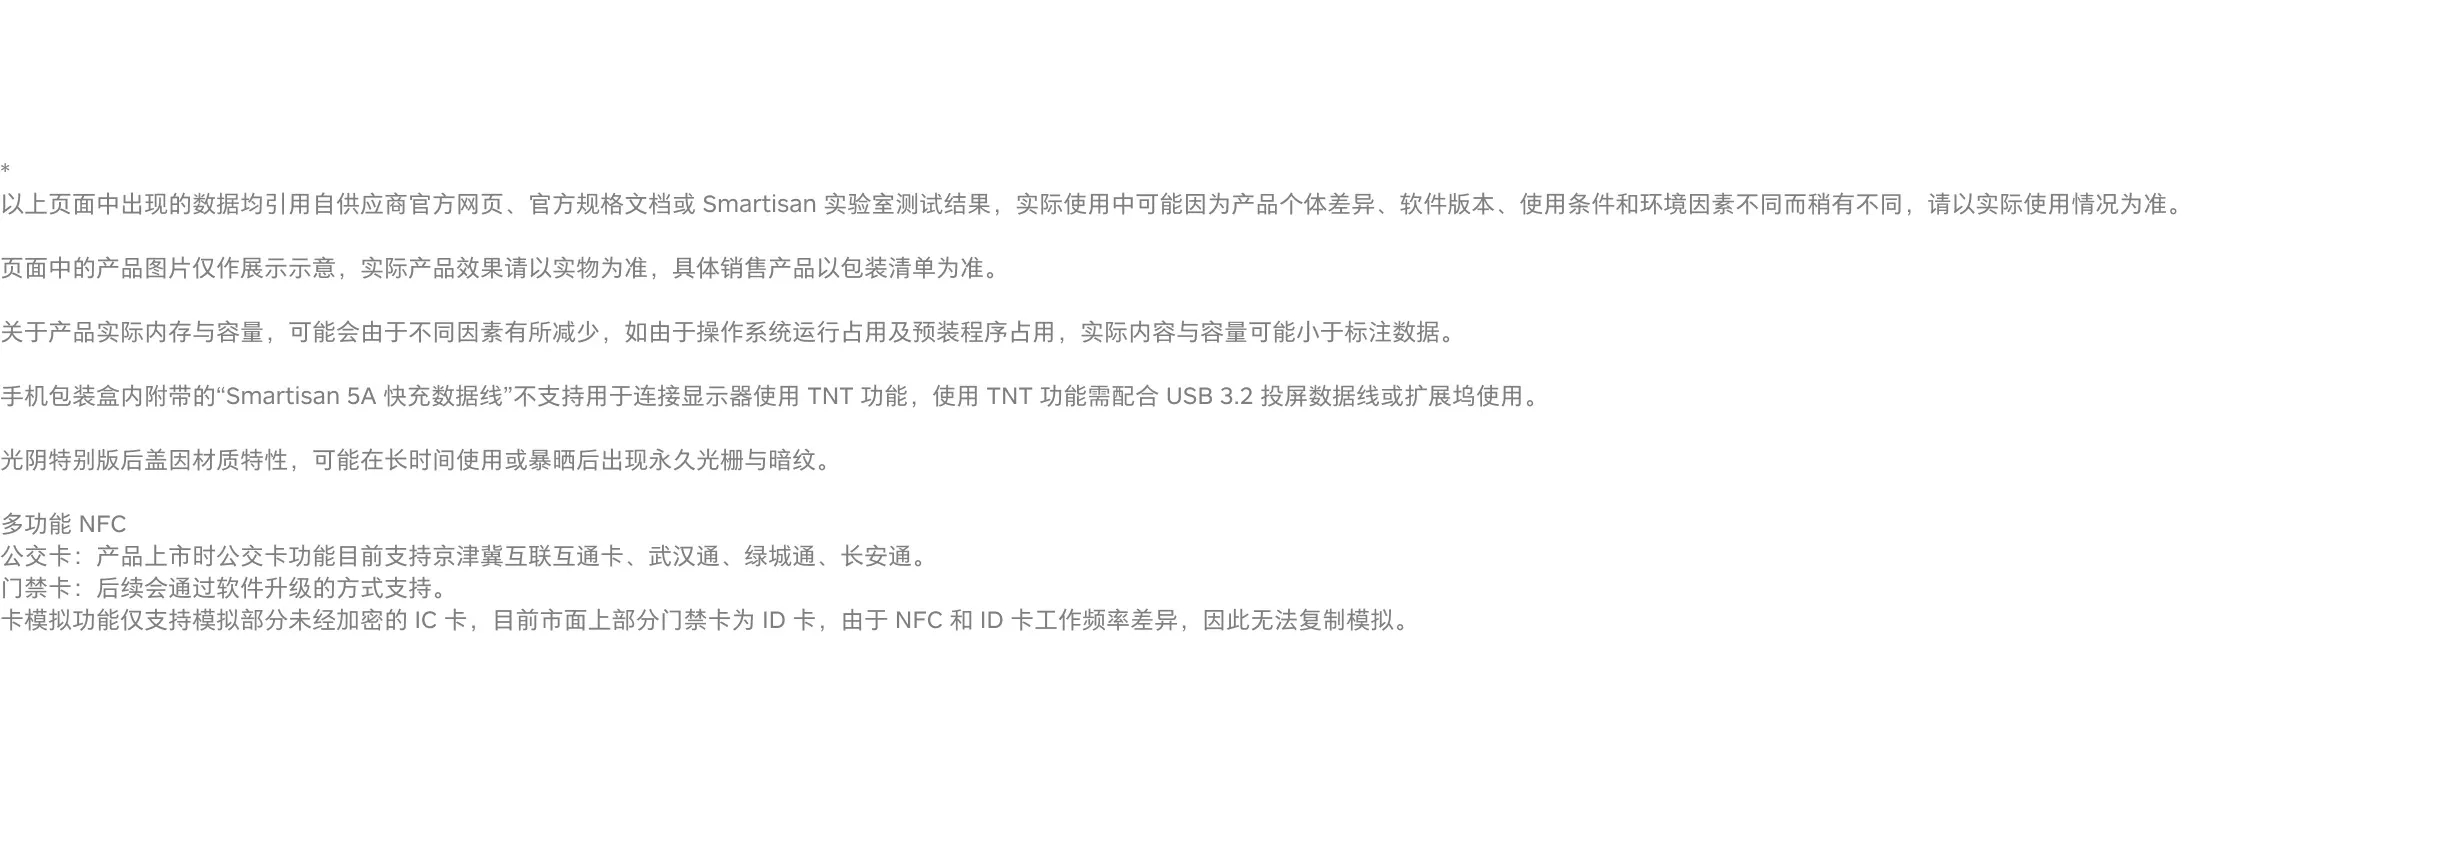 *
以上页面中出现的数据均引用自供应商官方网页、官方规格文档或 Smartisan 实验室测试结果，实际使用中可能因为产品个体差异、软件版本、使用条件和环境因素不同而稍有不同，请以实际使用情况为准。
页面中的产品图片仅作展示示意，实际产品效果请以实物为准，具体销售产品以包装清单为准。
关于产品实际内存与容量，可能会由于不同因素有所减少，如由于操作系统运行占用及预装程序占用，实际内容与容量可能小于标注数据。
手机包装盒内附带的“Smartisan 5A 快充数据线”不支持用于连接显示器使用 TNT 功能，使用 TNT 功能需配合 USB 3.2 投屏数据线或扩展坞使用。
光阴特别版后盖因材质特性，可能在长时间使用或暴晒后出现永久光栅与暗纹。
多功能 NFC
公交卡：产品上市时公交卡功能目前支持京津冀互联互通卡、武汉通、绿城通、长安通。
门禁卡：后续会通过软件升级的方式支持。
卡模拟功能仅支持模拟部分未经加密的 IC 卡，目前市面上部分门禁卡为 ID 卡，由于 NFC 和 ID 卡工作频率差异，因此无法复制模拟。